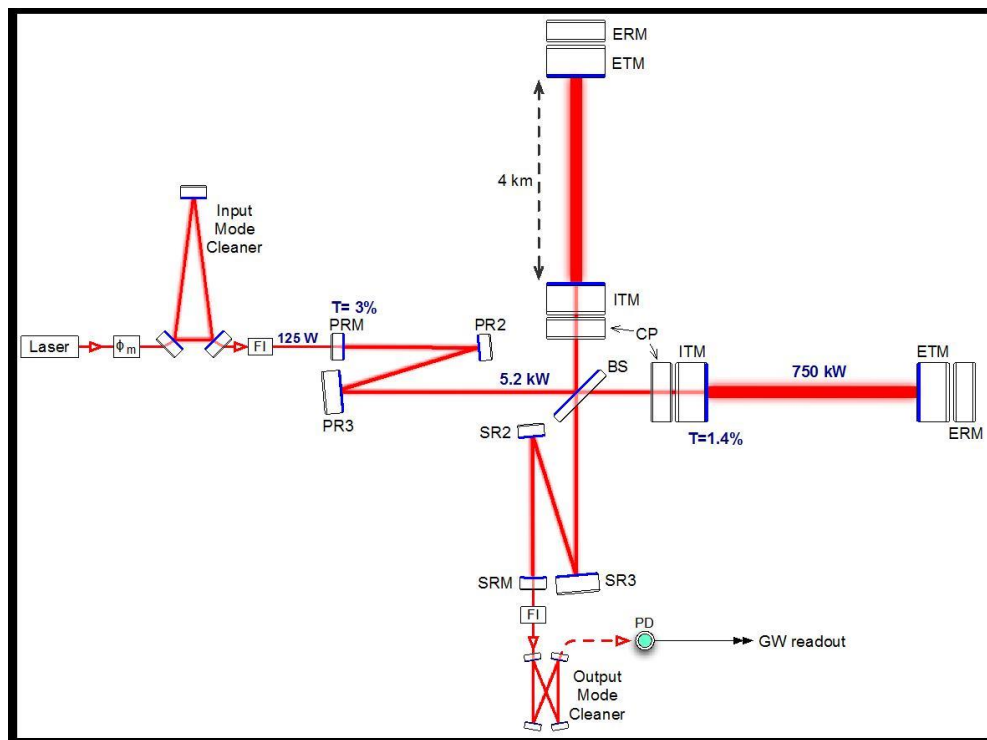 ERM
ETM
4 km
Input
Mode
Cleaner
ITM
T= 3%
PRM
PR2
CP
ITM
ETM
Laser
ϕm
FI
125 W
5.2 kW
BS
750 kW
PR3
SR2
T=1.4%
ERM
SRM
SR3
FI
PD
GW readout
Output
Mode
Cleaner